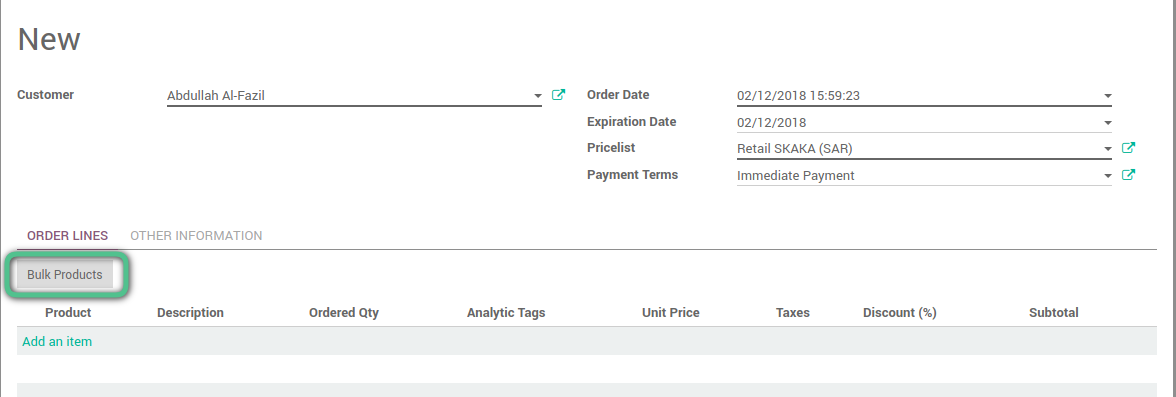 New
Customer Abdullah Al-Fazil Order Date 02/12/2018 15:59:23
Expiration Date 02/12/2018
Pricelist Retail SKAKA (SAR)
Payment Terms Immediate Payment
ORDER LINES OTHER INFORMATION
Bulk Products
Product Description Ordered Qty Analytic Tags Unit Price Taxes Discount (%) Subtotal
Add an item